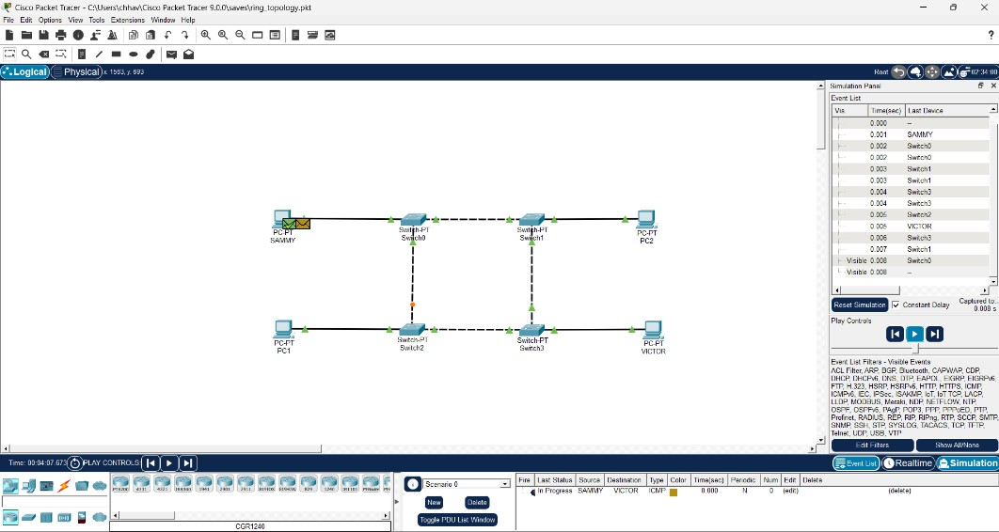 Cisco Packet Tracer - C:\Users\chhav\Cisco Packet Tracer 9.0.0\saves\ring_topology.pkt
File Edit Options View Tools Extensions Window Help
Logical Physical x: 1563, y: 693 Root 02:34:00
Simulation Panel
Event List
Vis. Time(sec) Last Device
0.000 --
0.001 SAMMY
0.002 Switch0
0.002 Switch0
0.003 Switch1
0.003 Switch1
0.004 Switch3
0.004 Switch3
0.005 Switch2
0.005 VICTOR
0.006 Switch3
0.007 Switch1
Visible 0.008 Switch0
Visible 0.008 --
Reset Simulation Constant Delay Captured to:
0.008 s
Play Controls
Event List Filters - Visible Events
ACL Filter, ARP, BGP, Bluetooth, CAPWAP, CDP,
DHCP, DHCPv6, DNS, DTP, EAPOL, EIGRP, EIGRPv6,
FTP, H.323, HSRP, HSRPv6, HTTP, HTTPS, ICMP,
ICMPv6, IEC, IPSec, ISAKMP, IoT, IoT TCP, LACP,
LLDP, MODBUS, Meraki, NDP, NETFLOW, NTP,
OSPF, OSPFv6, PAgP, POP3, PPP, PPPoED, PTP,
Profinet, RADIUS, REP, RIP, RIPng, RTP, SCCP, SMTP,
SNMP, SSH, STP, SYSLOG, TACACS, TCP, TFTP,
Telnet, UDP, USB, VTP
Edit Filters Show All/None
PC-PT
SAMMY
Switch-PT
Switch0
Switch-PT
Switch1
PC-PT
PC2
PC-PT
PC1
Switch-PT
Switch2
Switch-PT
Switch3
PC-PT
VICTOR
Time: 00:04:07.673 PLAY CONTROLS: Event List Realtime Simulation
4331 4321 1941 2901 2911 819IOX 829 1240
CGR1240
Scenario 0
New Delete
Toggle PDU List Window
Fire Last Status Source Destination Type Color Time(sec) Periodic Num Edit Delete
In Progress SAMMY VICTOR ICMP 0.000 N 0 (edit) (delete)